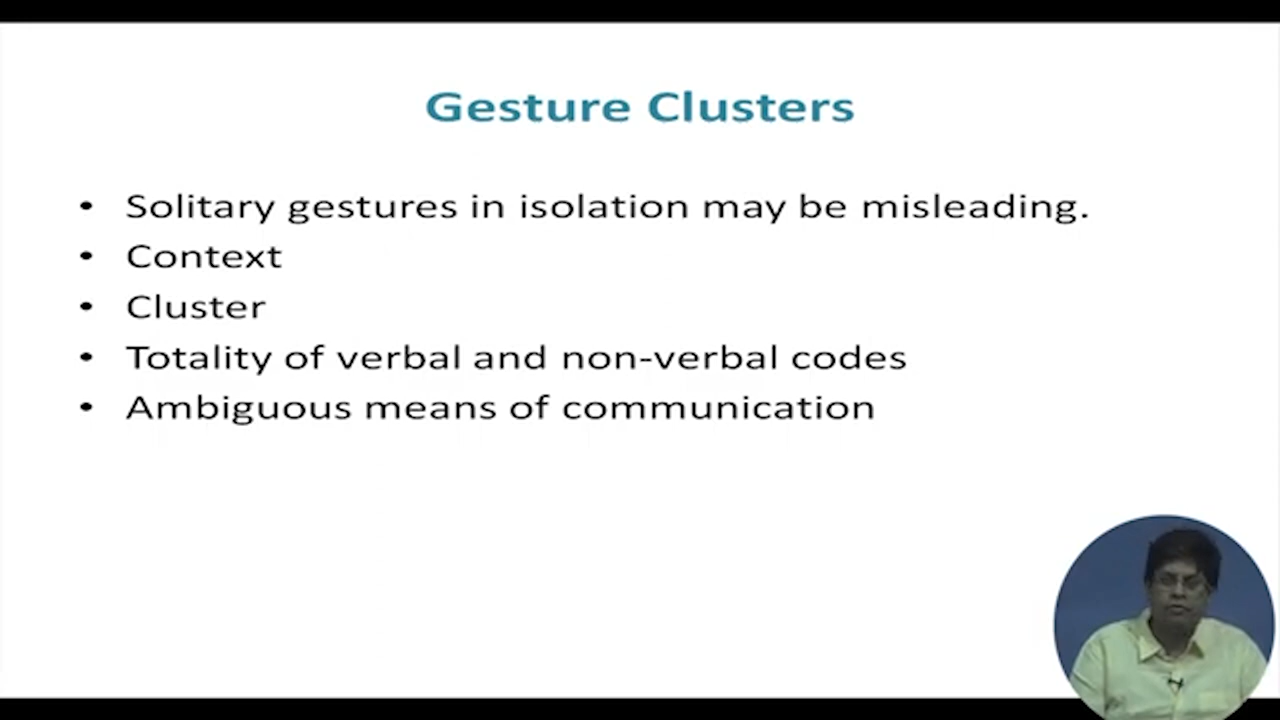 Gesture Clusters
• Solitary gestures in isolation may be misleading.
• Context
• Cluster
• Totality of verbal and non-verbal codes
• Ambiguous means of communication